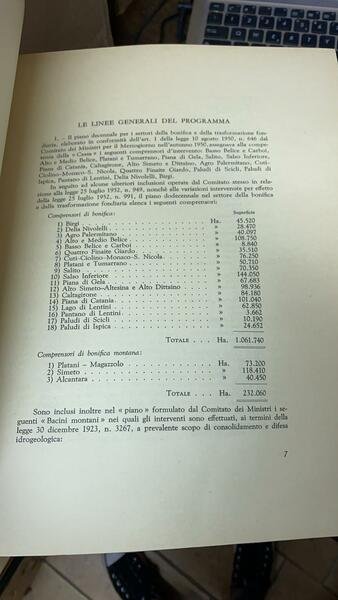 LE LINEE GENERALI DEL PROGRAMMA
1. - Il piano decennale per i settori della bonifica e della trasformazione fon-
diaria, elaborato in conformità dell'art. 1 della legge 10 agosto 1950, n. 646 dal
Comitato dei Ministri per il Mezzogiorno nell'autunno 1950, assegnava alla compe-
tenza della « Cassa » i seguenti comprensori d'intervento: Basso Belice e Carboi,
Alto e Medio Belice, Platani e Tumarrano, Piana di Gela, Salito, Salso Inferiore,
Piana di Catania, Caltagirone, Alto Simeto e Dittaino, Agro Palermitano, Cuti-
Ciolino-Monaco-S. Nicola, Quattro Finaite Giardo, Paludi di Scicli, Paludi di
Ispica, Pantano di Lentini, Delia Nivolelli, Birgi.
In seguito ad alcune ulteriori inclusioni operate dal Comitato stesso in rela-
zione alla legge 25 luglio 1952, n. 949, nonchè alle variazioni intervenute per effetto
della legge 25 luglio 1952, n. 991, il piano dodecennale nel settore della bonifica
e della trasformazione fondiaria elenca i seguenti comprensori:
Comprensori di bonifica: Superficie
1) Birgi . . . Ha. 45.520
2) Delia Nivolelli . . . » 28.470
3) Agro Palermitano . . . » 40.092
4) Alto e Medio Belice . . . » 108.750
5) Basso Belice e Carboi . . . » 8.840
6) Quattro Finaite Giardo . . . » 35.510
7) Cuti-Ciolino-Monaco-S. Nicola . . . » 76.250
8) Platani e Tumarrano . . . » 50.710
9) Salito . . . » 70.350
10) Salso Inferiore . . . » 144.050
11) Piana di Gela . . . » 67.683
12) Alto Simeto-Altesina e Alto Dittaino . . . » 98.936
13) Caltagirone . . . » 84.180
14) Piana di Catania . . . » 101.040
15) Lago di Lentini . . . » 62.850
16) Pantano di Lentini . . . » 3.662
17) Paludi di Scicli . . . » 10.190
18) Paludi di Ispica . . . » 24.652
TOTALE . . . . Ha. 1.061.740
Comprensori di bonifica montana:
1) Platani - Magazzolo . . . Ha. 73.200
2) Simeto . . . » 118.410
3) Alcantara . . . » 40.450
TOTALE . . . . Ha. 232.060
Sono inclusi inoltre nel « piano » formulato dal Comitato dei Ministri i se-
guenti « Bacini montani » nei quali gli interventi sono effettuati, ai termini della
legge 30 dicembre 1923, n. 3267, a prevalente scopo di consolidamento e difesa
idrogeologica:
7